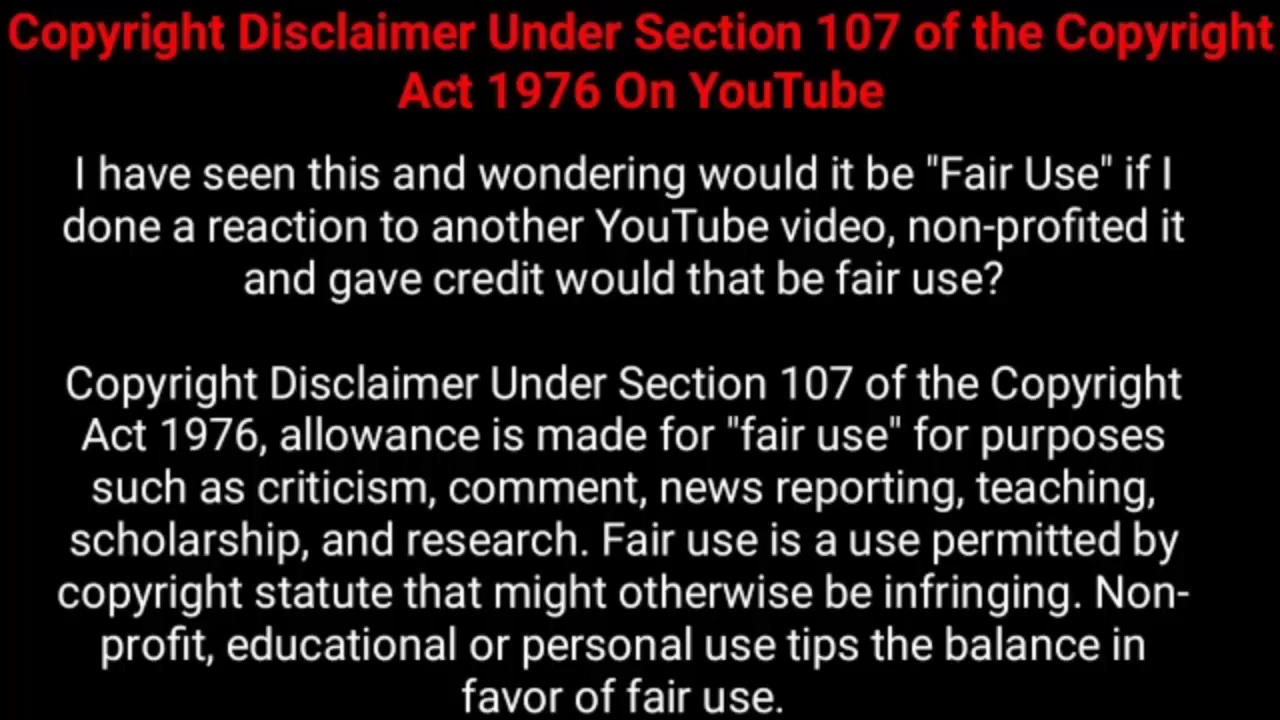 Copyright Disclaimer Under Section 107 of the Copyright
Act 1976 On YouTube
I have seen this and wondering would it be "Fair Use" if I
done a reaction to another YouTube video, non-profited it
and gave credit would that be fair use?
Copyright Disclaimer Under Section 107 of the Copyright
Act 1976, allowance is made for "fair use" for purposes
such as criticism, comment, news reporting, teaching,
scholarship, and research. Fair use is a use permitted by
copyright statute that might otherwise be infringing. Non-
profit, educational or personal use tips the balance in
favor of fair use.